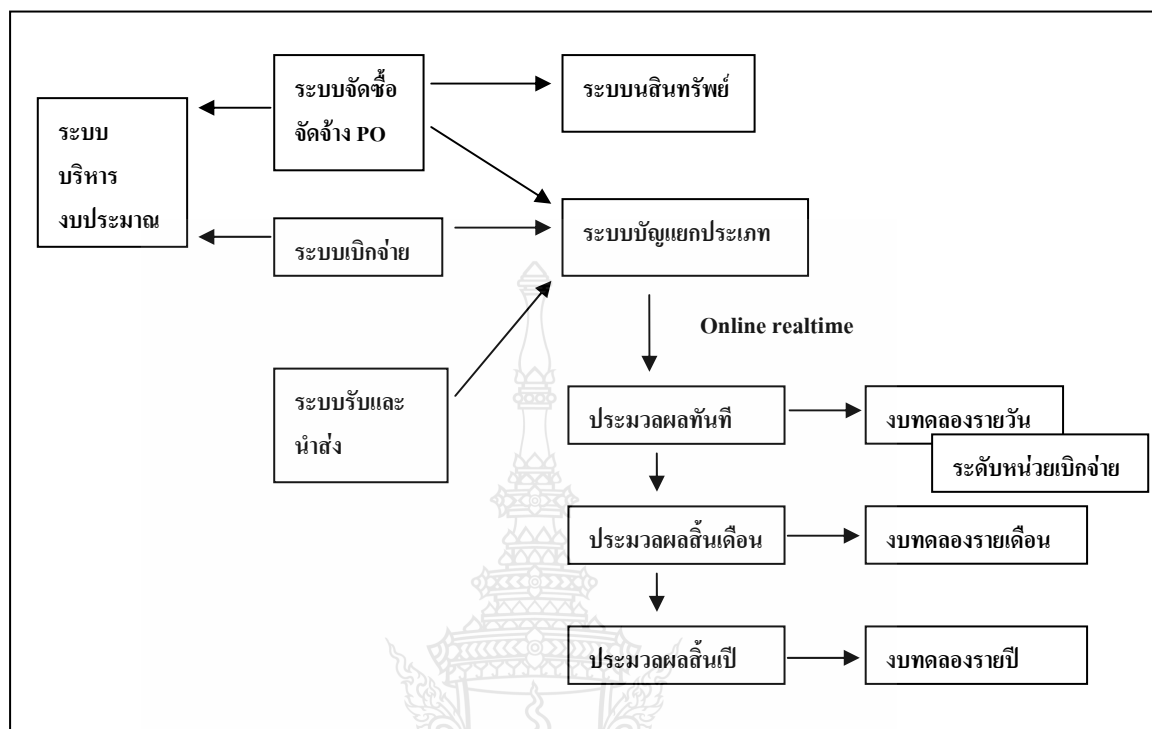 ระบบจัดซื้อ
จัดจ้าง PO
ระบบนสินทรัพย์
ระบบ
บริหาร
งบประมาณ
ระบบเบิกจ่าย
ระบบบัญแยกประเภท
Online realtime
ระบบรับและ
นำส่ง
ประมวลผลทันที
งบทดลองรายวัน
ระดับหน่วยเบิกจ่าย
ประมวลผลสิ้นเดือน
งบทดลองรายเดือน
ประมวลผลสิ้นเปี
งบทดลองรายปี